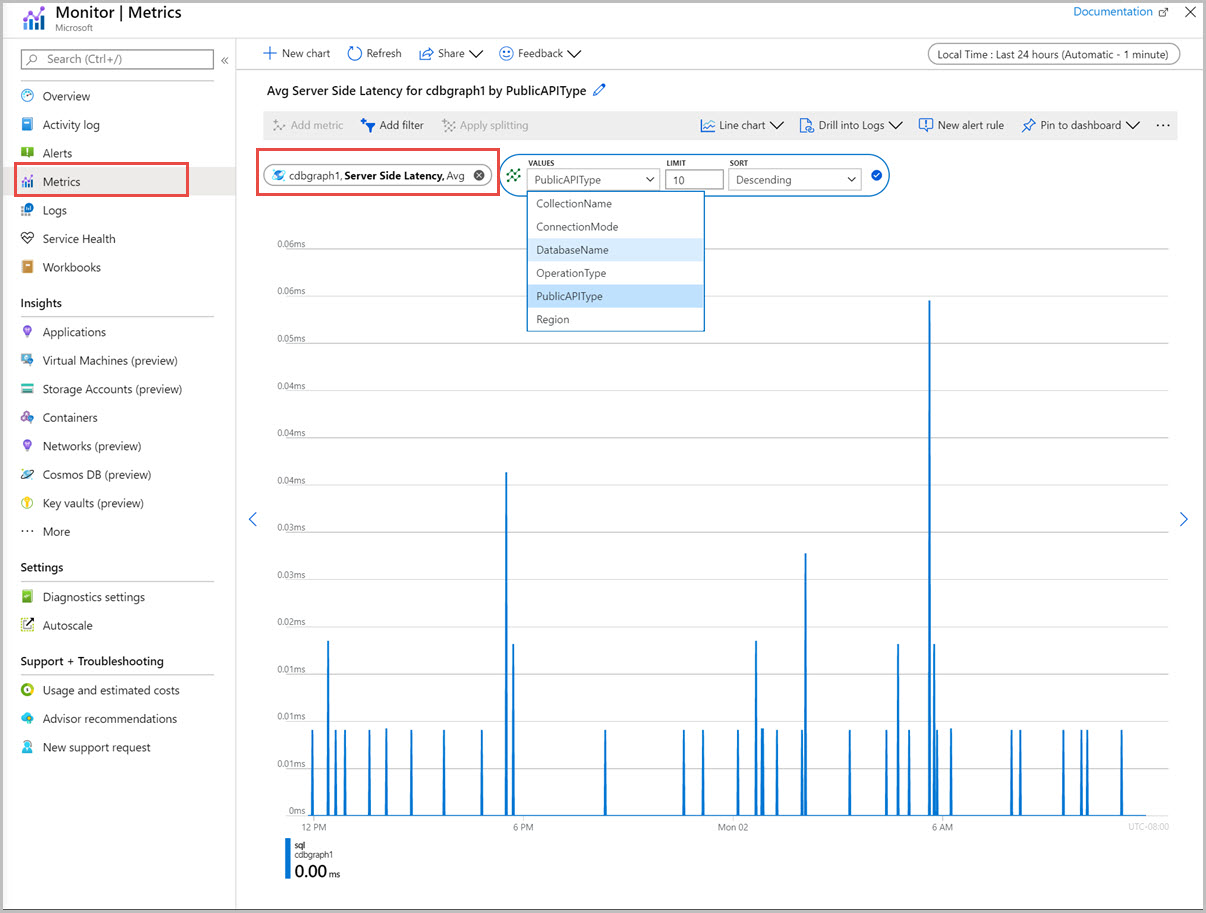 Monitor | Metrics
Microsoft
Documentation
Search (Ctrl+/)
«
Overview
Activity log
Alerts
Metrics
Logs
Service Health
Workbooks
Insights
Applications
Virtual Machines (preview)
Storage Accounts (preview)
Containers
Networks (preview)
Cosmos DB (preview)
Key vaults (preview)
··· More
Settings
Diagnostics settings
Autoscale
Support + Troubleshooting
Usage and estimated costs
Advisor recommendations
New support request
New chart Refresh Share Feedback
Local Time : Last 24 hours (Automatic - 1 minute)
Avg Server Side Latency for cdbgraph1 by PublicAPIType
Add metric Add filter Apply splitting Line chart Drill into Logs New alert rule Pin to dashboard ···
cdbgraph1, Server Side Latency, Avg
VALUES LIMIT SORT
PublicAPIType 10 Descending
CollectionName
ConnectionMode
DatabaseName
OperationType
PublicAPIType
Region
0.06ms
0.06ms
0.05ms
0.04ms
0.04ms
0.04ms
0.03ms
0.03ms
0.02ms
0.01ms
0.01ms
0.01ms
0ms
12 PM 6 PM Mon 02 6 AM UTC-08:00
sql
cdbgraph1
0.00 ms